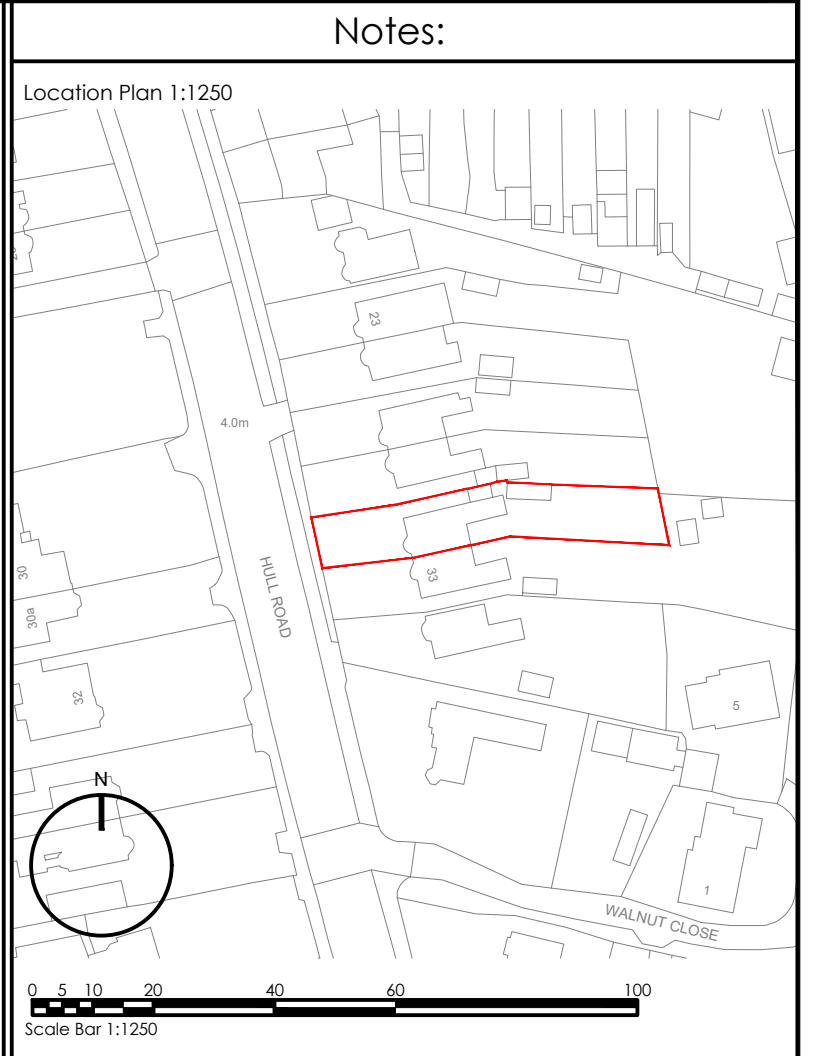 Notes:
Location Plan 1:1250
23
4.0m
HULL ROAD
33
30
30a
32
5
N
1
WALNUT CLOSE
0 5 10 20 40 60 100
Scale Bar 1:1250